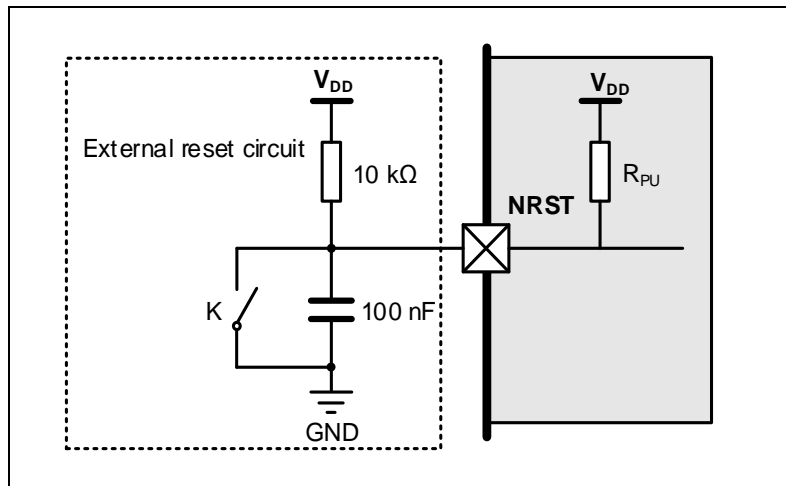 V_DD
External reset circuit
10 kΩ
K
100 nF
GND
V_DD
R_PU
NRST